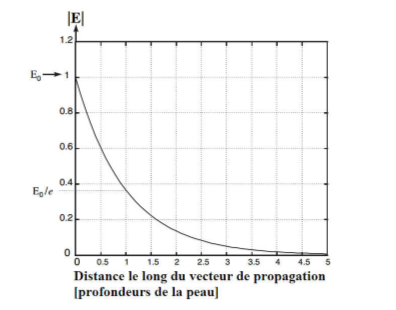 |E|
1.2
E₀ 1
0.8
0.6
0.4
E₀/e
0.2
0
0 0.5 1 1.5 2 2.5 3 3.5 4 4.5 5
Distance le long du vecteur de propagation
[profondeurs de la peau]